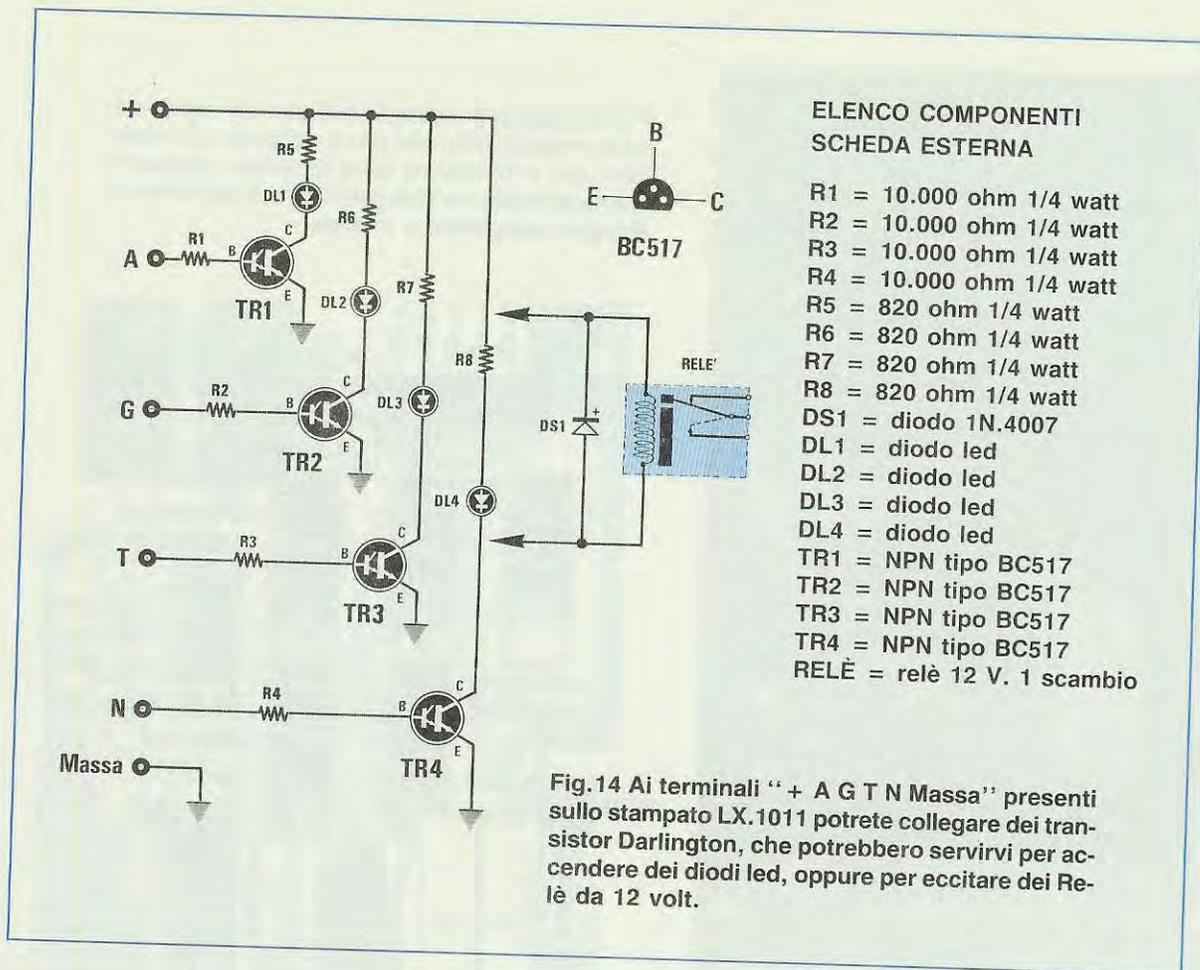 +
R5
DL1
C
A
R1
B
E
TR1
R6
DL2
C
G
R2
B
E
TR2
R7
DL3
C
T
R3
B
E
TR3
R8
DL4
C
N
R4
B
E
TR4
Massa
B
E
C
BC517
RELE'
DS1
+
ELENCO COMPONENTI
SCHEDA ESTERNA
R1 = 10.000 ohm 1/4 watt
R2 = 10.000 ohm 1/4 watt
R3 = 10.000 ohm 1/4 watt
R4 = 10.000 ohm 1/4 watt
R5 = 820 ohm 1/4 watt
R6 = 820 ohm 1/4 watt
R7 = 820 ohm 1/4 watt
R8 = 820 ohm 1/4 watt
DS1 = diodo 1N.4007
DL1 = diodo led
DL2 = diodo led
DL3 = diodo led
DL4 = diodo led
TR1 = NPN tipo BC517
TR2 = NPN tipo BC517
TR3 = NPN tipo BC517
TR4 = NPN tipo BC517
RELÈ = relè 12 V. 1 scambio
Fig.14 Ai terminali “+ A G T N Massa” presenti
sullo stampato LX.1011 potrete collegare dei tran-
sistor Darlington, che potrebbero servirvi per ac-
cendere dei diodi led, oppure per eccitare dei Re-
lè da 12 volt.